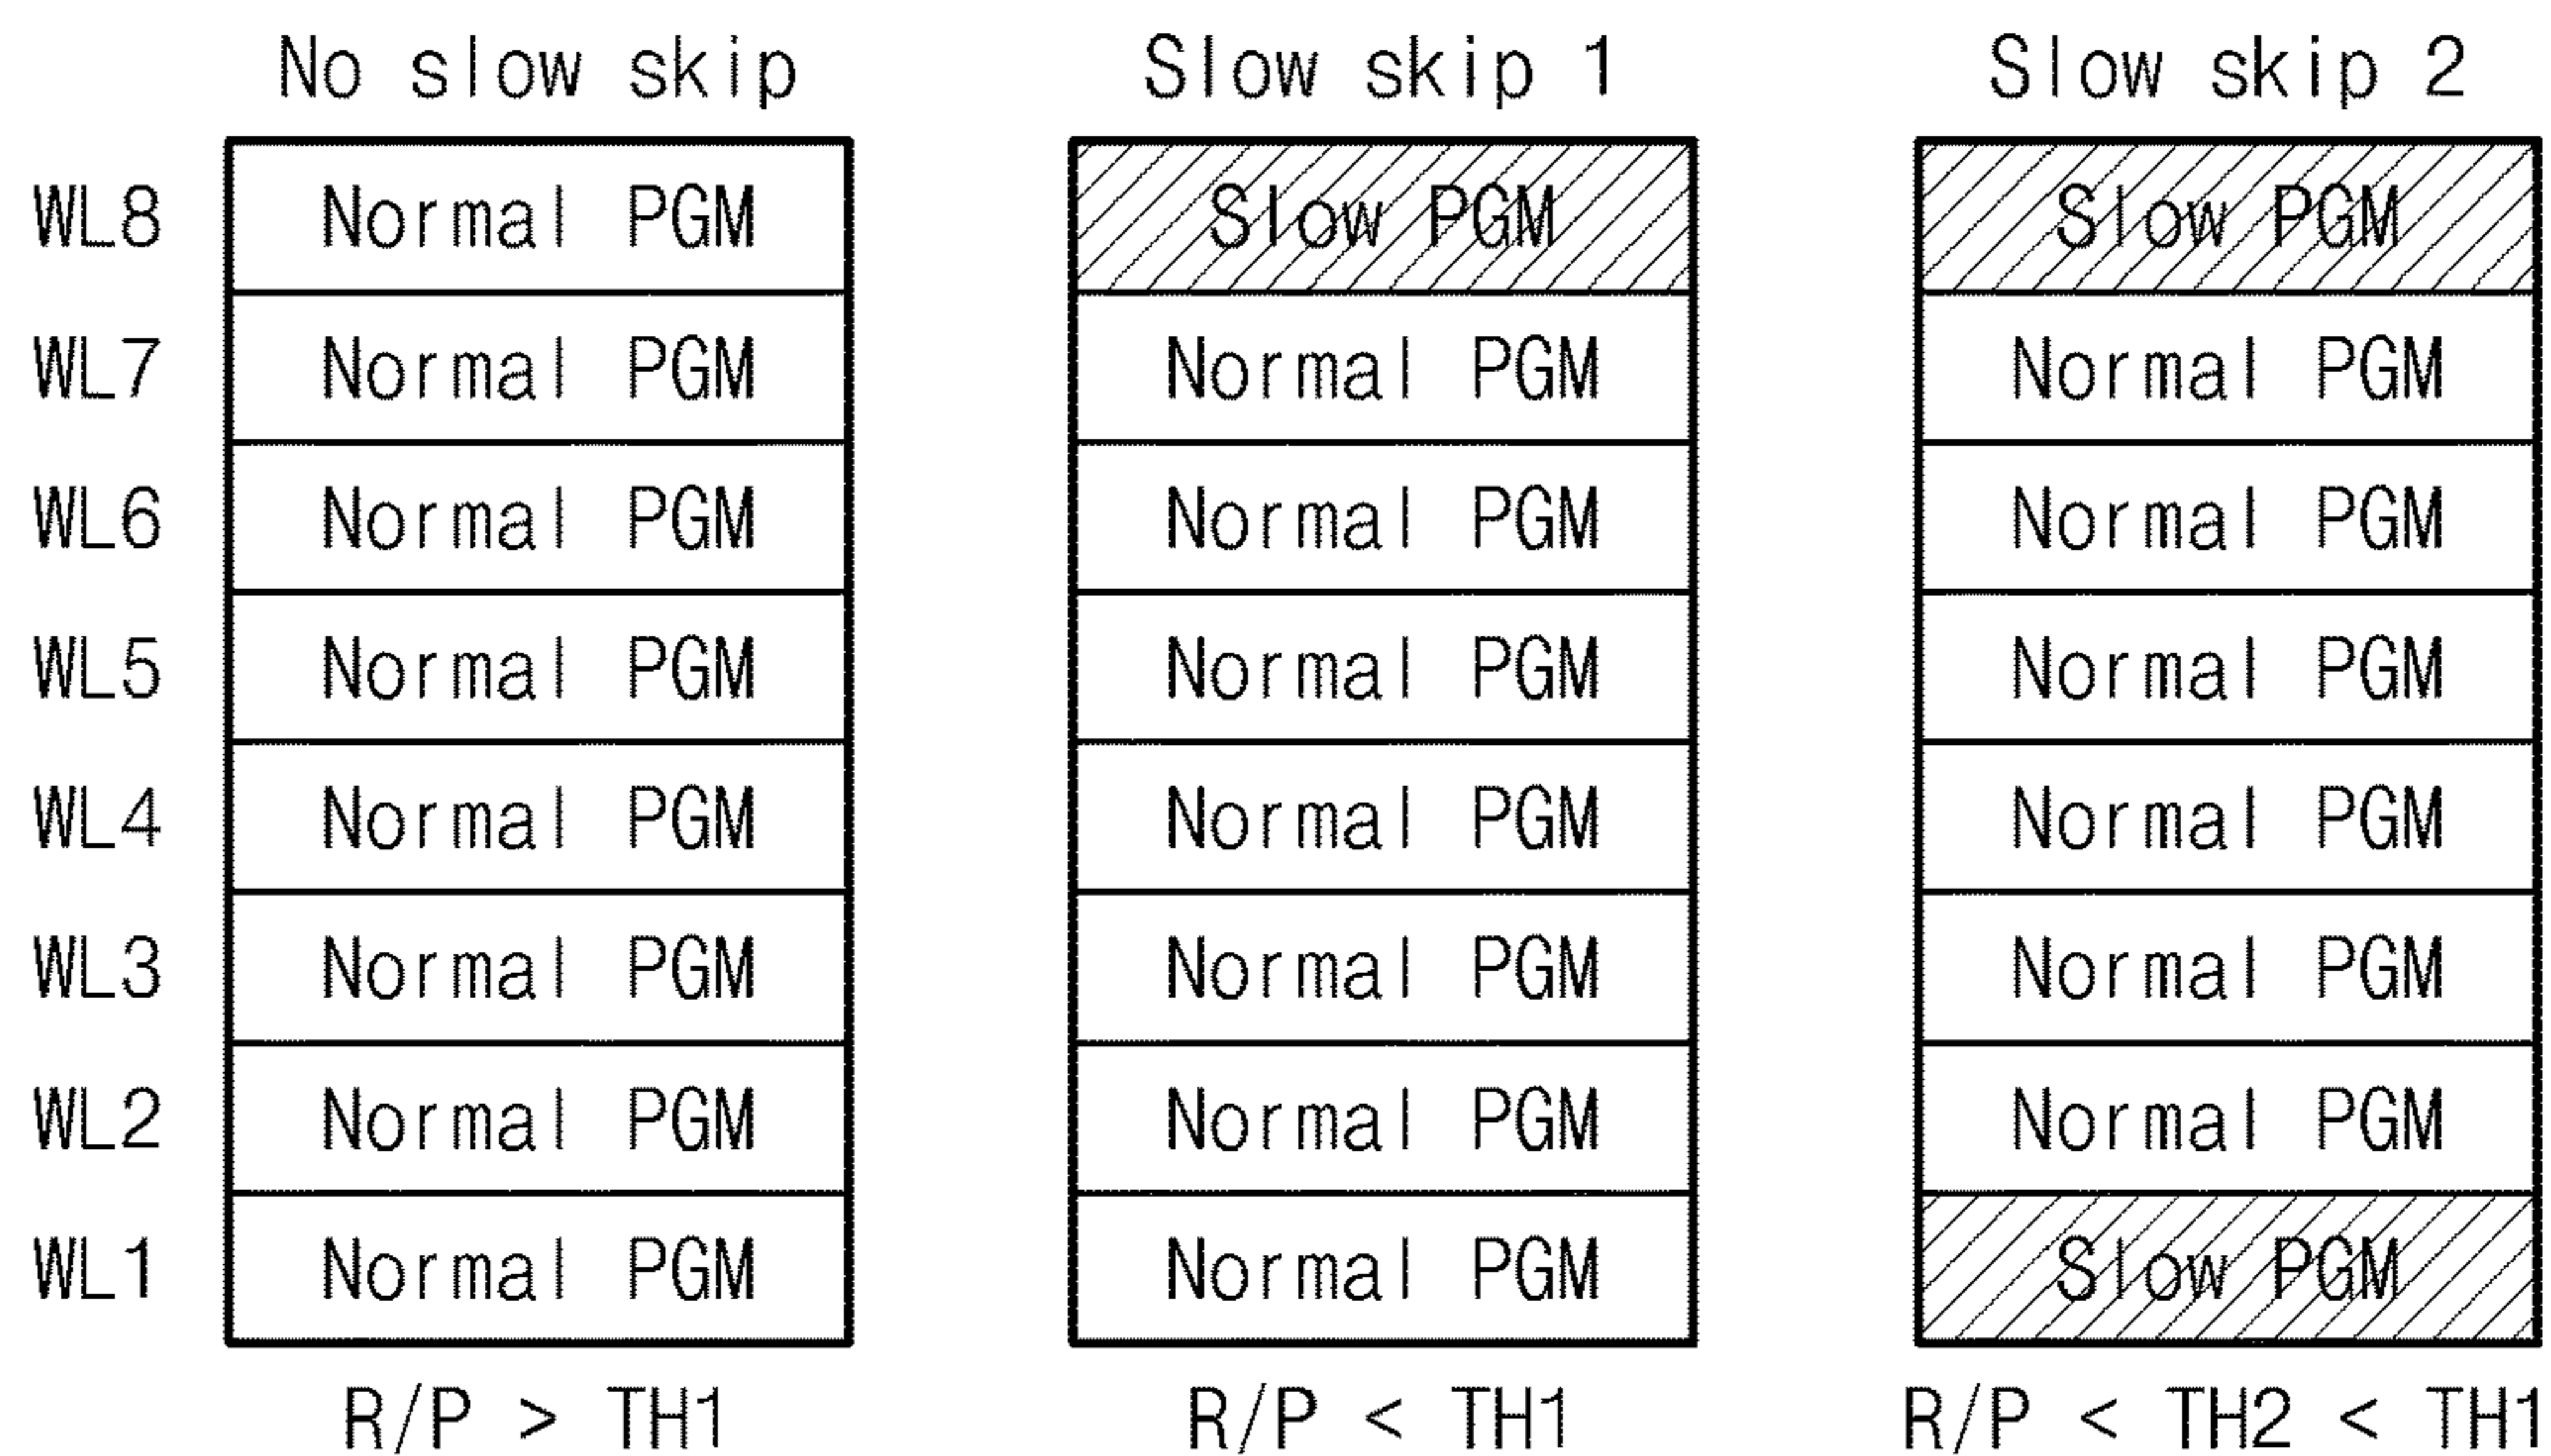 No slow skip Slow skip 1 Slow skip 2
WL8 Normal PGM Slow PGM Slow PGM
WL7 Normal PGM Normal PGM Normal PGM
WL6 Normal PGM Normal PGM Normal PGM
WL5 Normal PGM Normal PGM Normal PGM
WL4 Normal PGM Normal PGM Normal PGM
WL3 Normal PGM Normal PGM Normal PGM
WL2 Normal PGM Normal PGM Normal PGM
WL1 Normal PGM Normal PGM Slow PGM
R/P > TH1 R/P < TH1 R/P < TH2 < TH1